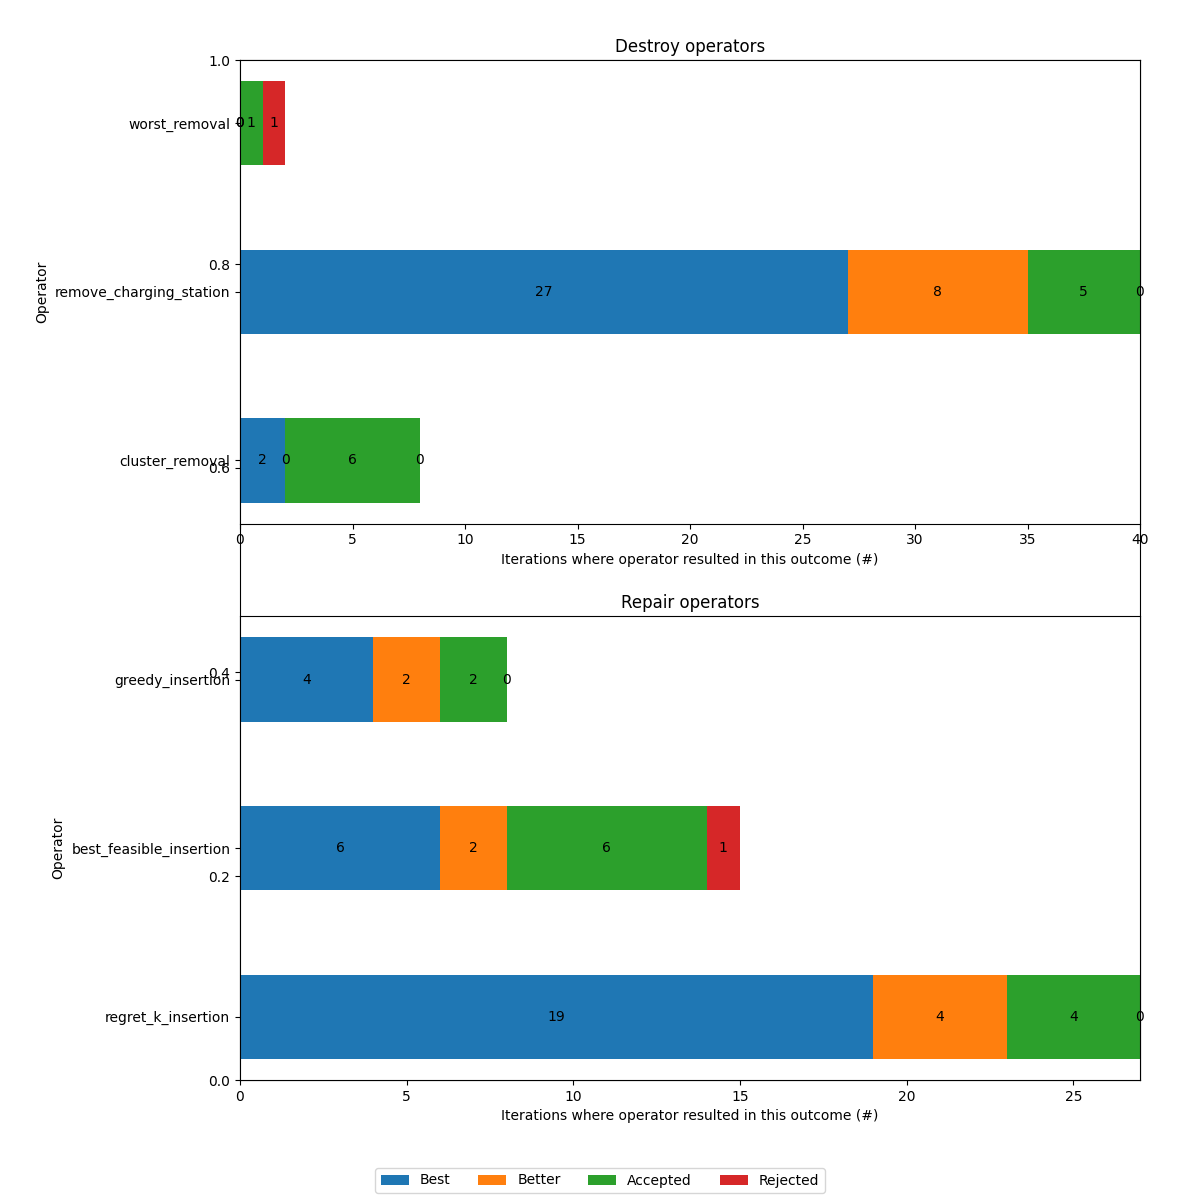 Destroy operators
1.0
worst_removal
0 0 1 1
0.8
Operator
remove_charging_station
27 8 5 0
cluster_removal
0.6
2 0 6 0
0 5 10 15 20 25 30 35 40
Iterations where operator resulted in this outcome (#)
Repair operators
0.4
greedy_insertion
4 2 2 0
Operator
best_feasible_insertion
6 2 6 1
0.2
regret_k_insertion
19 4 4 0
0.0
0 5 10 15 20 25
Iterations where operator resulted in this outcome (#)
Best Better Accepted Rejected